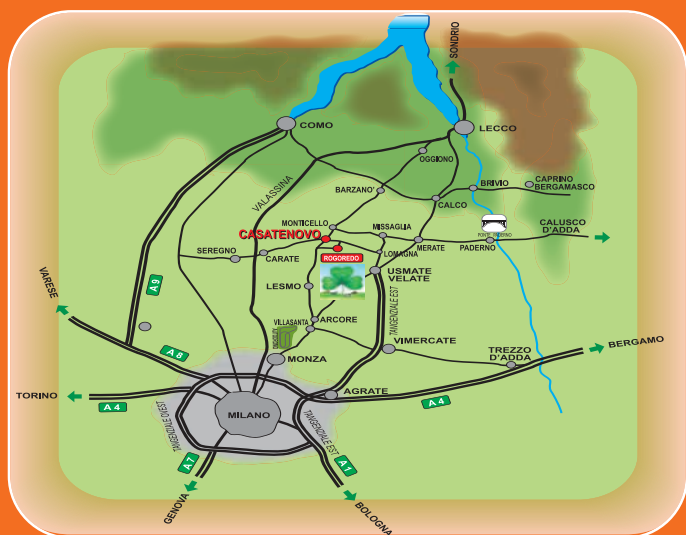 SONDRIO
COMO
LECCO
OGGIONO
VALASSINA
BARZANO'
BRIVIO
CAPRINO
BERGAMASCO
CALCO
MONTICELLO
MISSAGLIA
CASATENOVO
CALUSCO
D'ADDA
SEREGNO
CARATE
ROGOREDO
LOMAGNA
MERATE
PADERNO
PONTE PADERNO
USMATE
VELATE
LESMO
VARESE
A9
TANGENZIALE EST
VILLASANTA
ARCORE
VIMERCATE
TREZZO
D'ADDA
BERGAMO
A8
MONZA
TORINO
A4
AGRATE
A4
MILANO
TANGENZIALE OVEST
TANGENZIALE EST
A7
A1
GENOVA
BOLOGNA